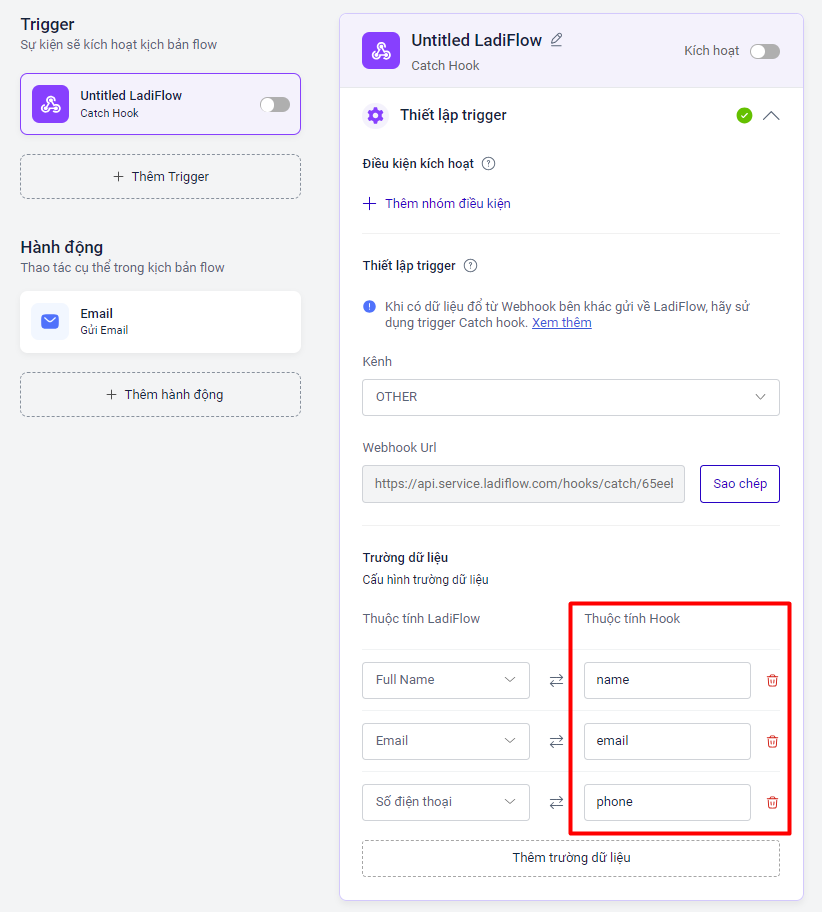 Trigger
Sự kiện sẽ kích hoạt kịch bản flow
Untitled LadiFlow
Catch Hook
Thêm Trigger
Hành động
Thao tác cụ thể trong kịch bản flow
Email
Gửi Email
Thêm hành động
Untitled LadiFlow
Catch Hook
Kích hoạt
Thiết lập trigger
Điều kiện kích hoạt
Thêm nhóm điều kiện
Thiết lập trigger
Khi có dữ liệu đổ từ Webhook bên khác gửi về LadiFlow, hãy sử
dụng trigger Catch hook. Xem thêm
Kênh
OTHER
Webhook Url
https://api.service.ladiflow.com/hooks/catch/65eel
Sao chép
Trường dữ liệu
Cấu hình trường dữ liệu
Thuộc tính LadiFlow Thuộc tính Hook
Full Name name
Email email
Số điện thoại phone
Thêm trường dữ liệu